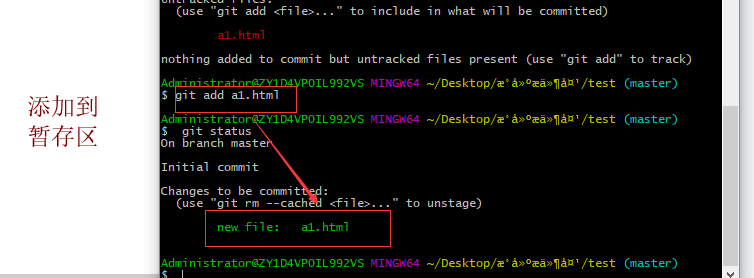 untracked files:
(use "git add <file>..." to include in what will be committed)
a1.html
nothing added to commit but untracked files present (use "git add" to track)
Administrator@ZY1D4VPOIL992VS MINGW64 ~/Desktop/æ°å»ºæä»¶å¤¹/test (master)
$ git add a1.html
Administrator@ZY1D4VPOIL992VS MINGW64 ~/Desktop/æ°å»ºæä»¶å¤¹/test (master)
$ git status
On branch master
Initial commit
Changes to be committed:
(use "git rm --cached <file>..." to unstage)
new file: a1.html
Administrator@ZY1D4VPOIL992VS MINGW64 ~/Desktop/æ°å»ºæä»¶å¤¹/test (master)
$
添加到
暂存区